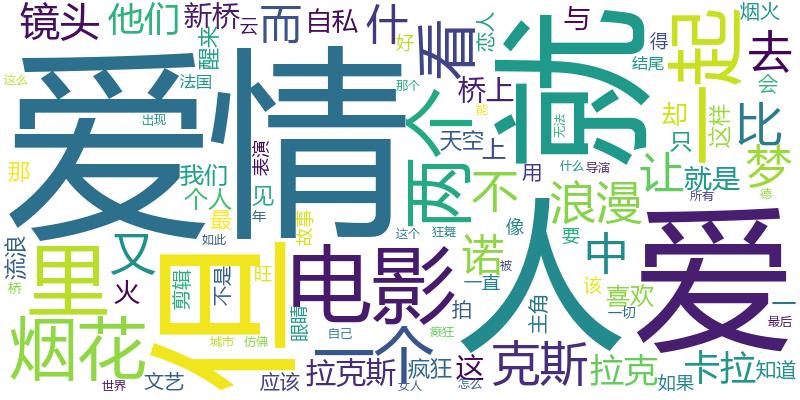 镜头
他们
新桥
云
而
自私
什
好
看
恋人
就
与
得
一起
烟火
去
醒来
结尾
会
这么
法国
那个
桥上
爱情
个
出现
表演
能
无法
却
只
这样
比
天空
上
那
我们
两
不
用
什么
导演
让
就是
梦
个人
见
浪漫
所有
德
年
最
故事
流浪
又
如此
这个
狂舞
像
人
要
中
爱
里
但
电影
诺
桥
火
剪辑
不是
旺
眼睛
一直
被
该
喜欢
一
烟花
一个
拍
主角
一切
最后
城市
仿佛
自己
癫狂
世界
文艺
应该
拉克斯
疯狂
女人
这
怎么
克斯
拉克
如果
卡拉
知道